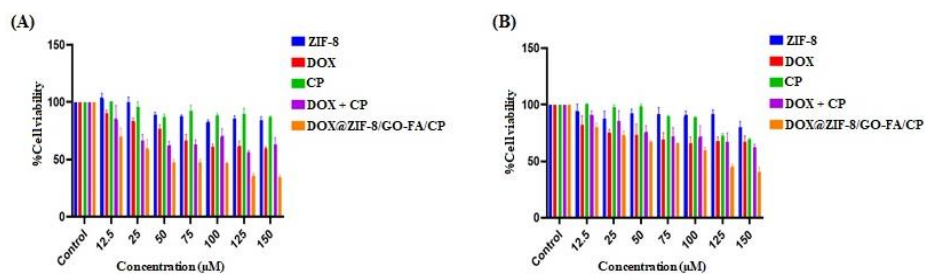 (A)
150
100
50
0
%Cell viability
Control
12.5
25
50
75
100
125
150
Concentration (μM)
ZIF-8
DOX
CP
DOX + CP
DOX@ZIF-8/GO-FA/CP
(B)
150
100
50
0
%Cell viability
Control
12.5
25
50
75
100
125
150
Concentration (μM)
ZIF-8
DOX
CP
DOX + CP
DOX@ZIF-8/GO-FA/CP